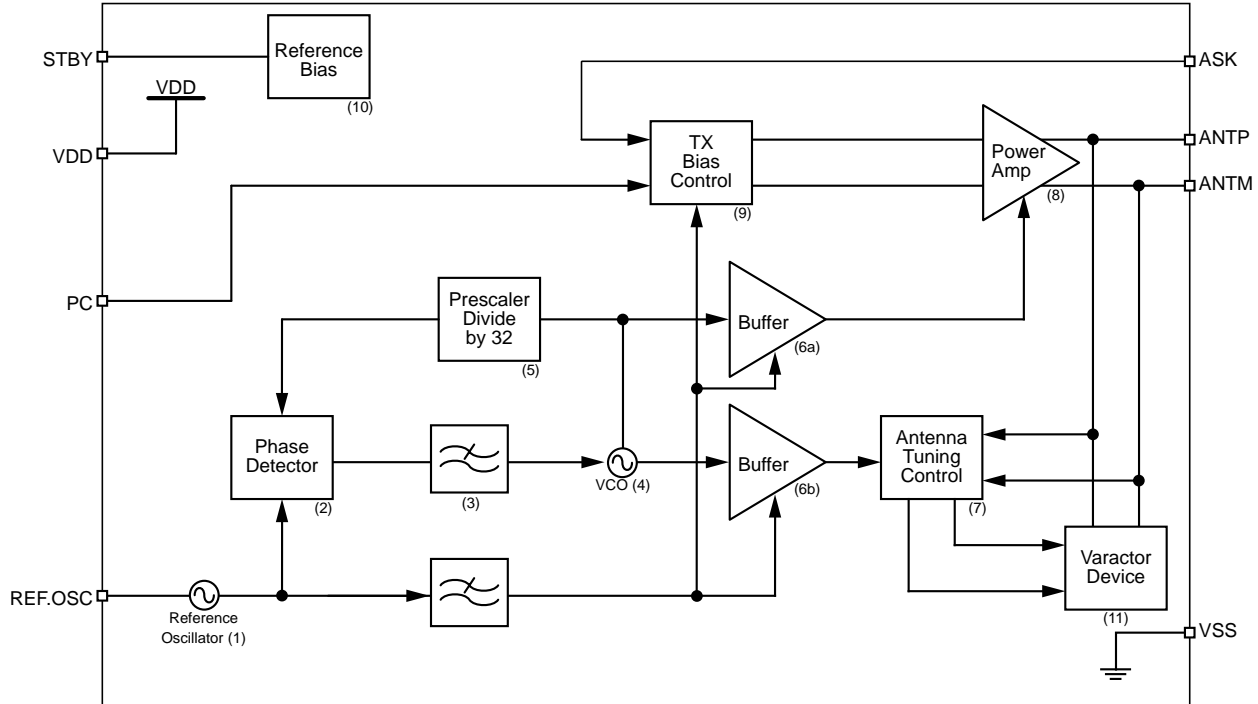 STBY
Reference
Bias
(10)
VDD
VDD
ASK
TX
Bias
Control
(9)
Power
Amp
(8)
ANTP
ANTM
PC
Prescaler
Divide
by 32
(5)
Buffer
(6a)
Phase
Detector
(2)
(3)
VCO (4)
Buffer
(6b)
Antenna
Tuning
Control
(7)
REF.OSC
Reference
Oscillator (1)
Varactor
Device
(11)
VSS